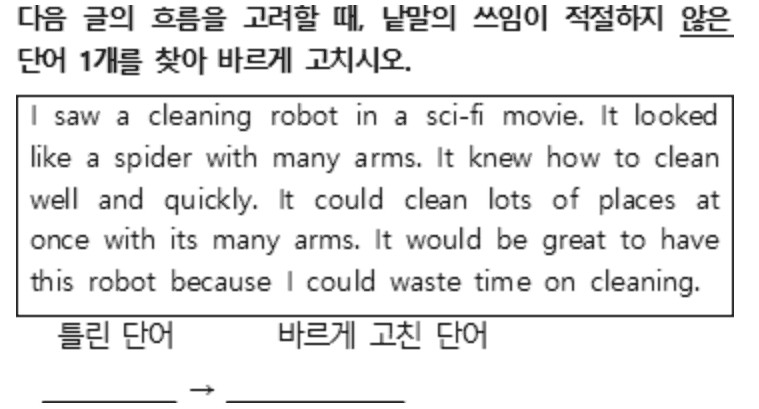 다음 글의 흐름을 고려할 때, 낱말의 쓰임이 적절하지 않은
단어 1개를 찾아 바르게 고치시오.
I saw a cleaning robot in a sci-fi movie. It looked
like a spider with many arms. It knew how to clean
well and quickly. It could clean lots of places at
once with its many arms. It would be great to have
this robot because I could waste time on cleaning.
틀린 단어 바르게 고친 단어
→